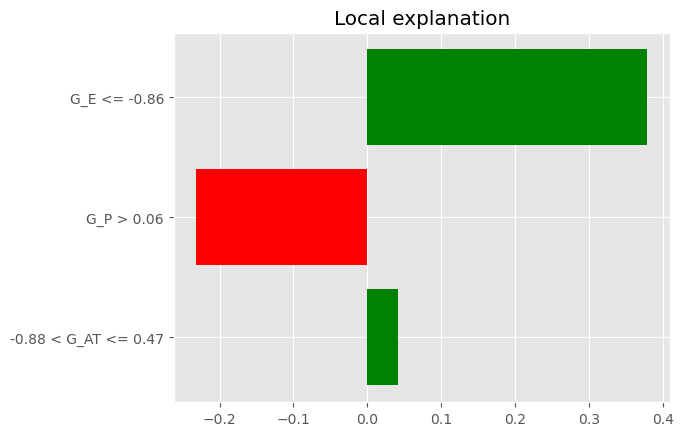 Local explanation
G_E <= -0.86
G_P > 0.06
-0.88 < G_AT <= 0.47
−0.2 −0.1 0.0 0.1 0.2 0.3 0.4